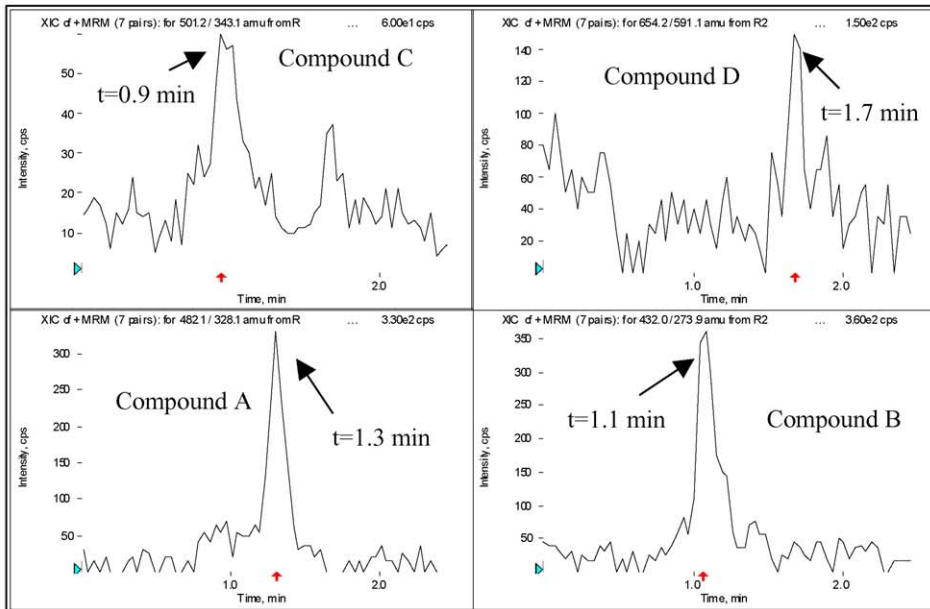 XIC of + MRM (7 pairs): for 501.2 / 343.1 amu from R ... 6.00e1 cps
Compound C
t=0.9 min
Intensity, cps
50
40
30
20
10
2.0
Time, min
XIC of + MRM (7 pairs): for 654.2 / 591.1 amu from R2 ... 1.50e2 cps
Compound D
t=1.7 min
Intensity, cps
140
120
100
80
60
40
20
1.0
2.0
Time, min
XIC of + MRM (7 pairs): for 482.1 / 328.1 amu from R ... 3.30e2 cps
Compound A
t=1.3 min
Intensity, cps
300
250
200
150
100
50
1.0
2.0
Time, min
XIC of + MRM (7 pairs): for 432.0 / 273.9 amu from R2 ... 3.60e2 cps
Compound B
t=1.1 min
Intensity, cps
350
300
250
200
150
100
50
1.0
2.0
Time, min